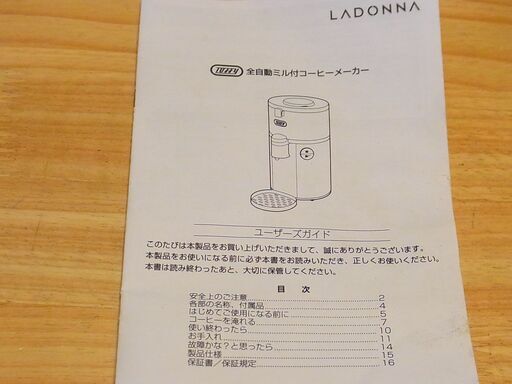 LADONNA
Toffy 全自動ミル付コーヒーメーカー
ユーザーズガイド
このたびは本製品をお買い上げいただきまして、誠にありがとうございます。
本製品をお使いになる前に必ず本書をお読みいただき、正しくお使いください。
本書は読み終わったあと、大切に保管してください。
目 次
安全上のご注意 2
各部の名称、付属品 4
はじめてご使用になる前に 5
コーヒーを淹れる 7
使い終わったら 10
お手入れ 11
故障かな?と思ったら 14
製品仕様 15
保証書/保証規定 16